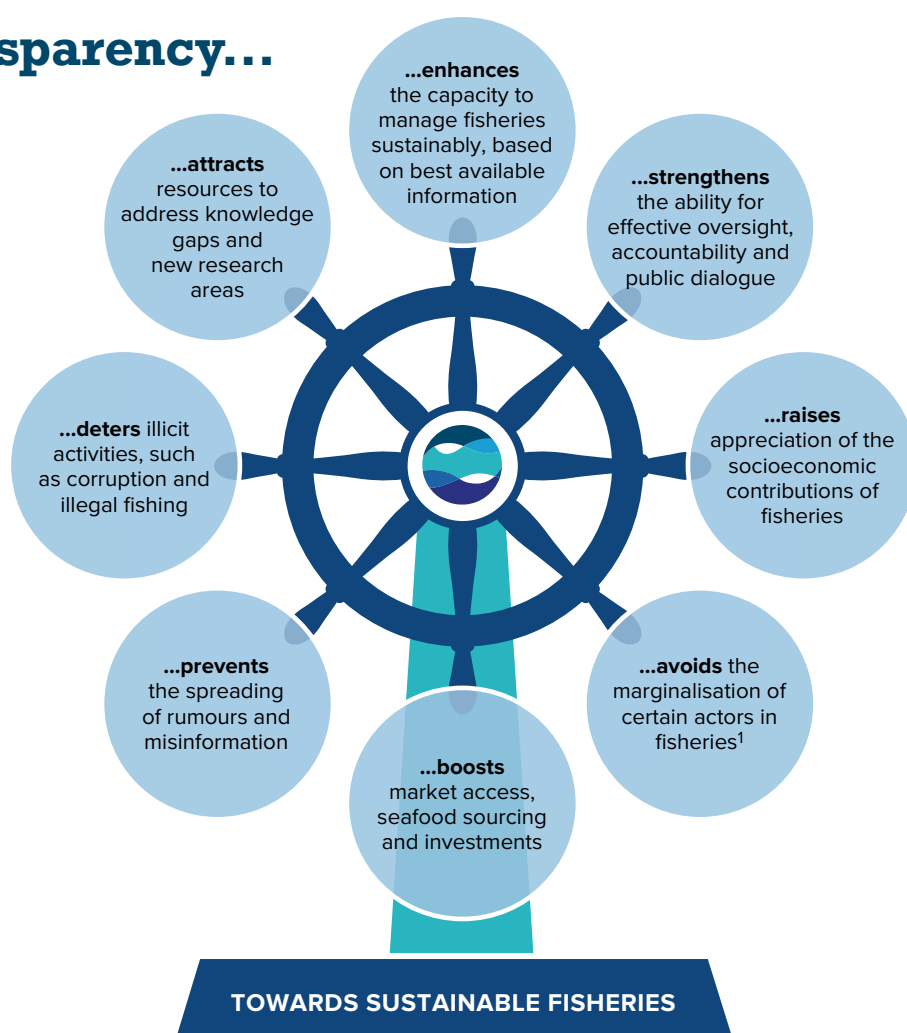 sparency...
...enhances
the capacity to
manage fisheries
sustainably, based
on best available
information
...strengthens
the ability for
effective oversight,
accountability and
public dialogue
...raises
appreciation of the
socioeconomic
contributions of
fisheries
...avoids the
marginalisation of
certain actors in
fisheries¹
...boosts
market access,
seafood sourcing
and investments
...prevents
the spreading
of rumours and
misinformation
...deters illicit
activities, such
as corruption and
illegal fishing
...attracts
resources to
address knowledge
gaps and
new research
areas
TOWARDS SUSTAINABLE FISHERIES